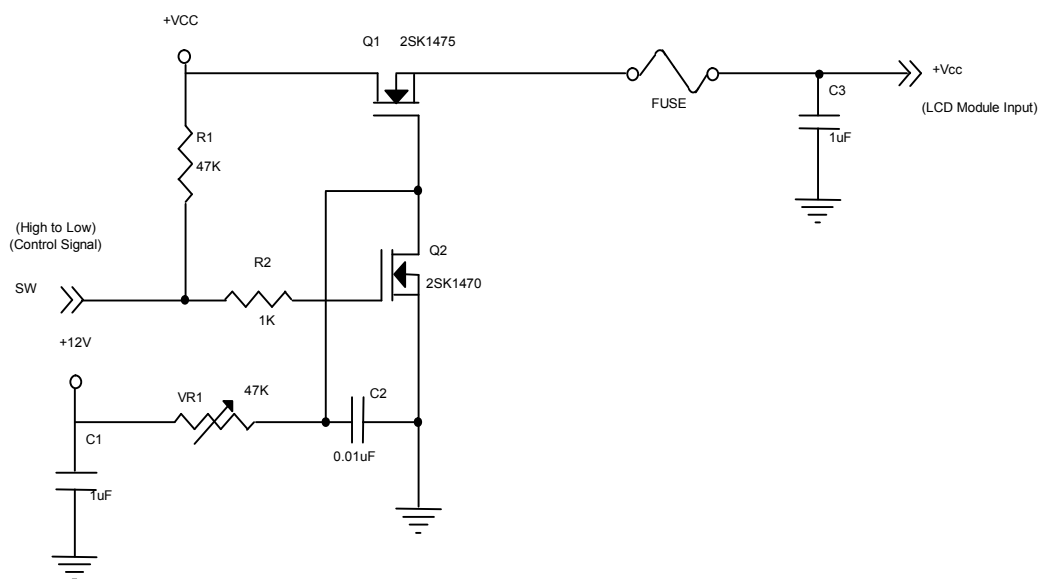 +VCC
Q1 2SK1475
+Vcc
FUSE
C3
(LCD Module Input)
1uF
R1
47K
(High to Low)
(Control Signal)
Q2
R2
SW
2SK1470
1K
+12V
VR1
47K
C2
C1
0.01uF
1uF